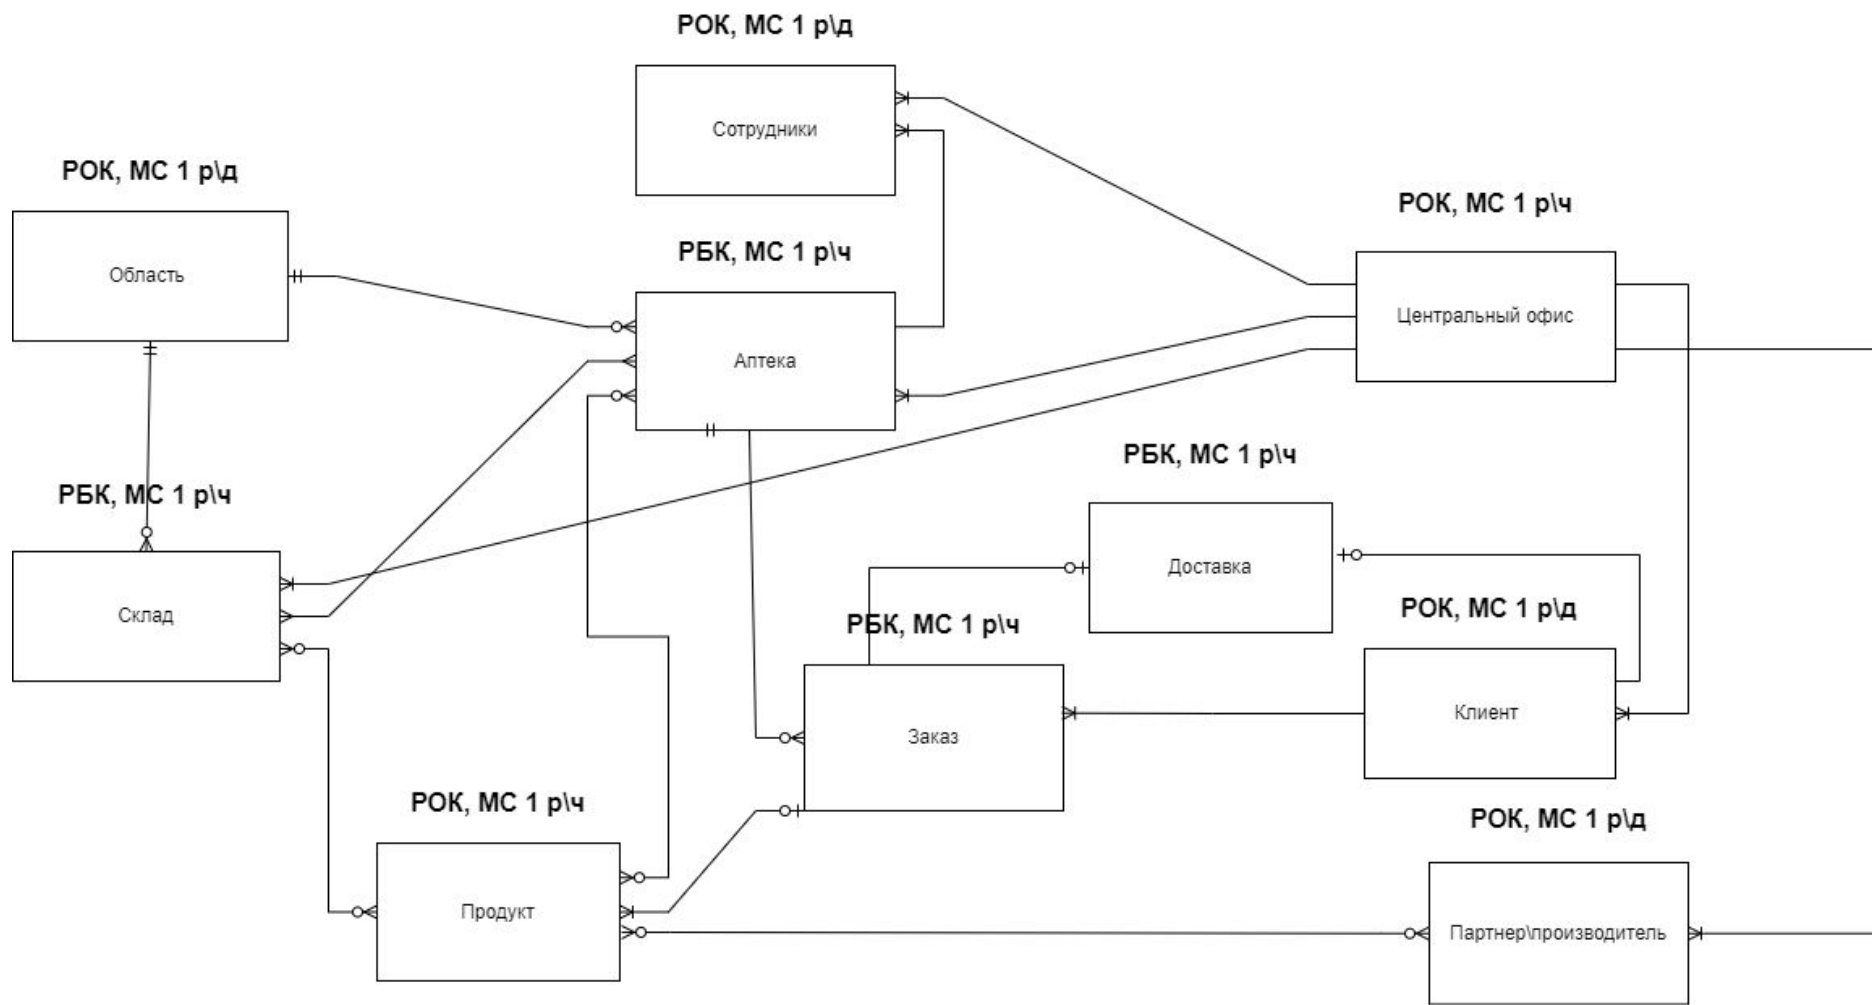 РОК, МС 1 р\д
Сотрудники
РОК, МС 1 р\д
Область
РОК, МС 1 р\ч
Центральный офис
РБК, МС 1 р\ч
Аптека
РБК, МС 1 р\ч
Доставка
РБК, МС 1 р\ч
Склад
РОК, МС 1 р\д
Клиент
РБК, МС 1 р\ч
Заказ
РОК, МС 1 р\ч
Продукт
РОК, МС 1 р\д
Партнер\производитель